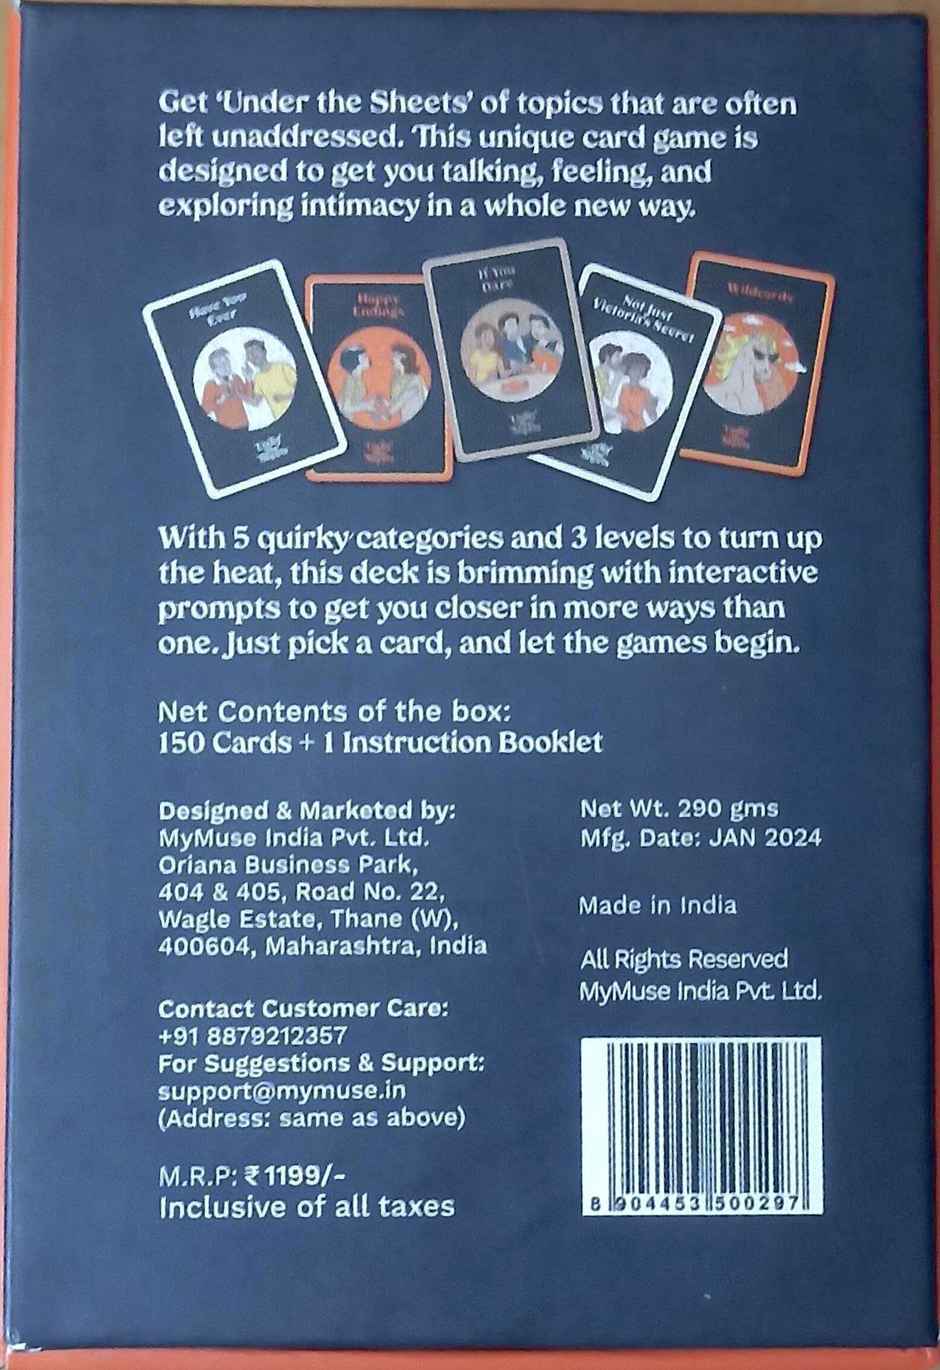 Get ‘Under the Sheets’ of topics that are often
left unaddressed. This unique card game is
designed to get you talking, feeling, and
exploring intimacy in a whole new way.
Have You
Ever
Happy
Endings
If You
Dare
Not Just
Victoria's Secret
Wildcards
With 5 quirky categories and 3 levels to turn up
the heat, this deck is brimming with interactive
prompts to get you closer in more ways than
one. Just pick a card, and let the games begin.
Net Contents of the box:
150 Cards + 1 Instruction Booklet
Designed & Marketed by:
MyMuse India Pvt. Ltd.
Oriana Business Park,
404 & 405, Road No. 22,
Wagle Estate, Thane (W),
400604, Maharashtra, India
Contact Customer Care:
+91 8879212357
For Suggestions & Support:
support@mymuse.in
(Address: same as above)
M.R.P: ₹ 1199/-
Inclusive of all taxes
Net Wt. 290 gms
Mfg. Date: JAN 2024
Made in India
All Rights Reserved
MyMuse India Pvt. Ltd.
8 904453 500297